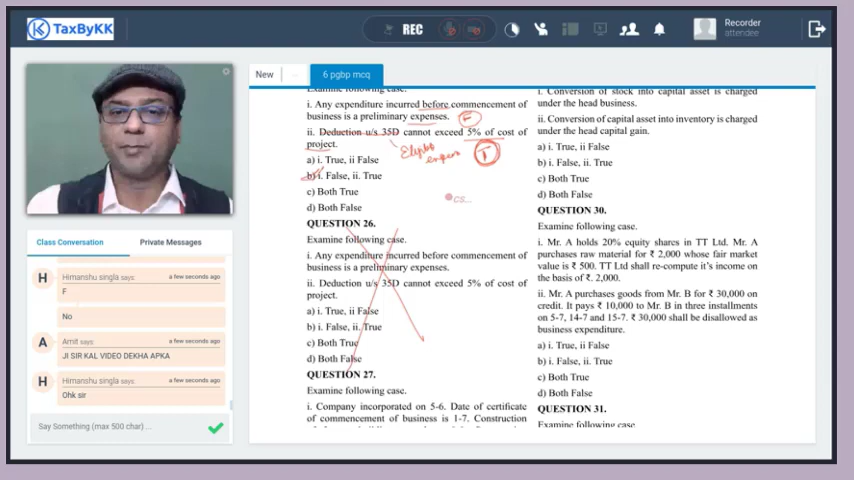 TaxByKK
REC
Recorder
attendee
Class Conversation
Private Messages
H
Himanshu singla says:
a few seconds ago
F
No
A
Amit says:
a few seconds ago
JI SIR KAL VIDEO DEKHA APKA
H
Himanshu singla says:
a few seconds ago
Ohk sir
Say Something (max 500 char) ...
New
6 pgbp mcq
Examine following case.
i. Any expenditure incurred before commencement of
business is a preliminary expenses.
F
ii. Deduction u/s 35D cannot exceed 5% of cost of
project.
T
a) i. True, ii False
b) i. False, ii. True
c) Both True
d) Both False
cs...
QUESTION 26.
Examine following case.
i. Any expenditure incurred before commencement of
business is a preliminary expenses.
ii. Deduction u/s 35D cannot exceed 5% of cost of
project.
a) i. True, ii False
b) i. False, ii. True
c) Both True
d) Both False
QUESTION 27.
Examine following case.
i. Company incorporated on 5-6. Date of certificate
of commencement of business is 1-7. Construction
i. Conversion of stock into capital asset is charged
under the head business.
ii. Conversion of capital asset into inventory is charged
under the head capital gain.
a) i. True, ii False
b) i. False, ii. True
c) Both True
d) Both False
QUESTION 30.
Examine following case.
i. Mr. A holds 20% equity shares in TT Ltd. Mr. A
purchases raw material for ₹ 2,000 whose fair market
value is ₹ 500. TT Ltd shall re-compute it's income on
the basis of ₹. 2,000.
ii. Mr. A purchases goods from Mr. B for ₹ 30,000 on
credit. It pays ₹ 10,000 to Mr. B in three installments
on 5-7, 14-7 and 15-7. ₹ 30,000 shall be disallowed as
business expenditure.
a) i. True, ii False
b) i. False, ii. True
c) Both True
d) Both False
QUESTION 31.
Examine following case.